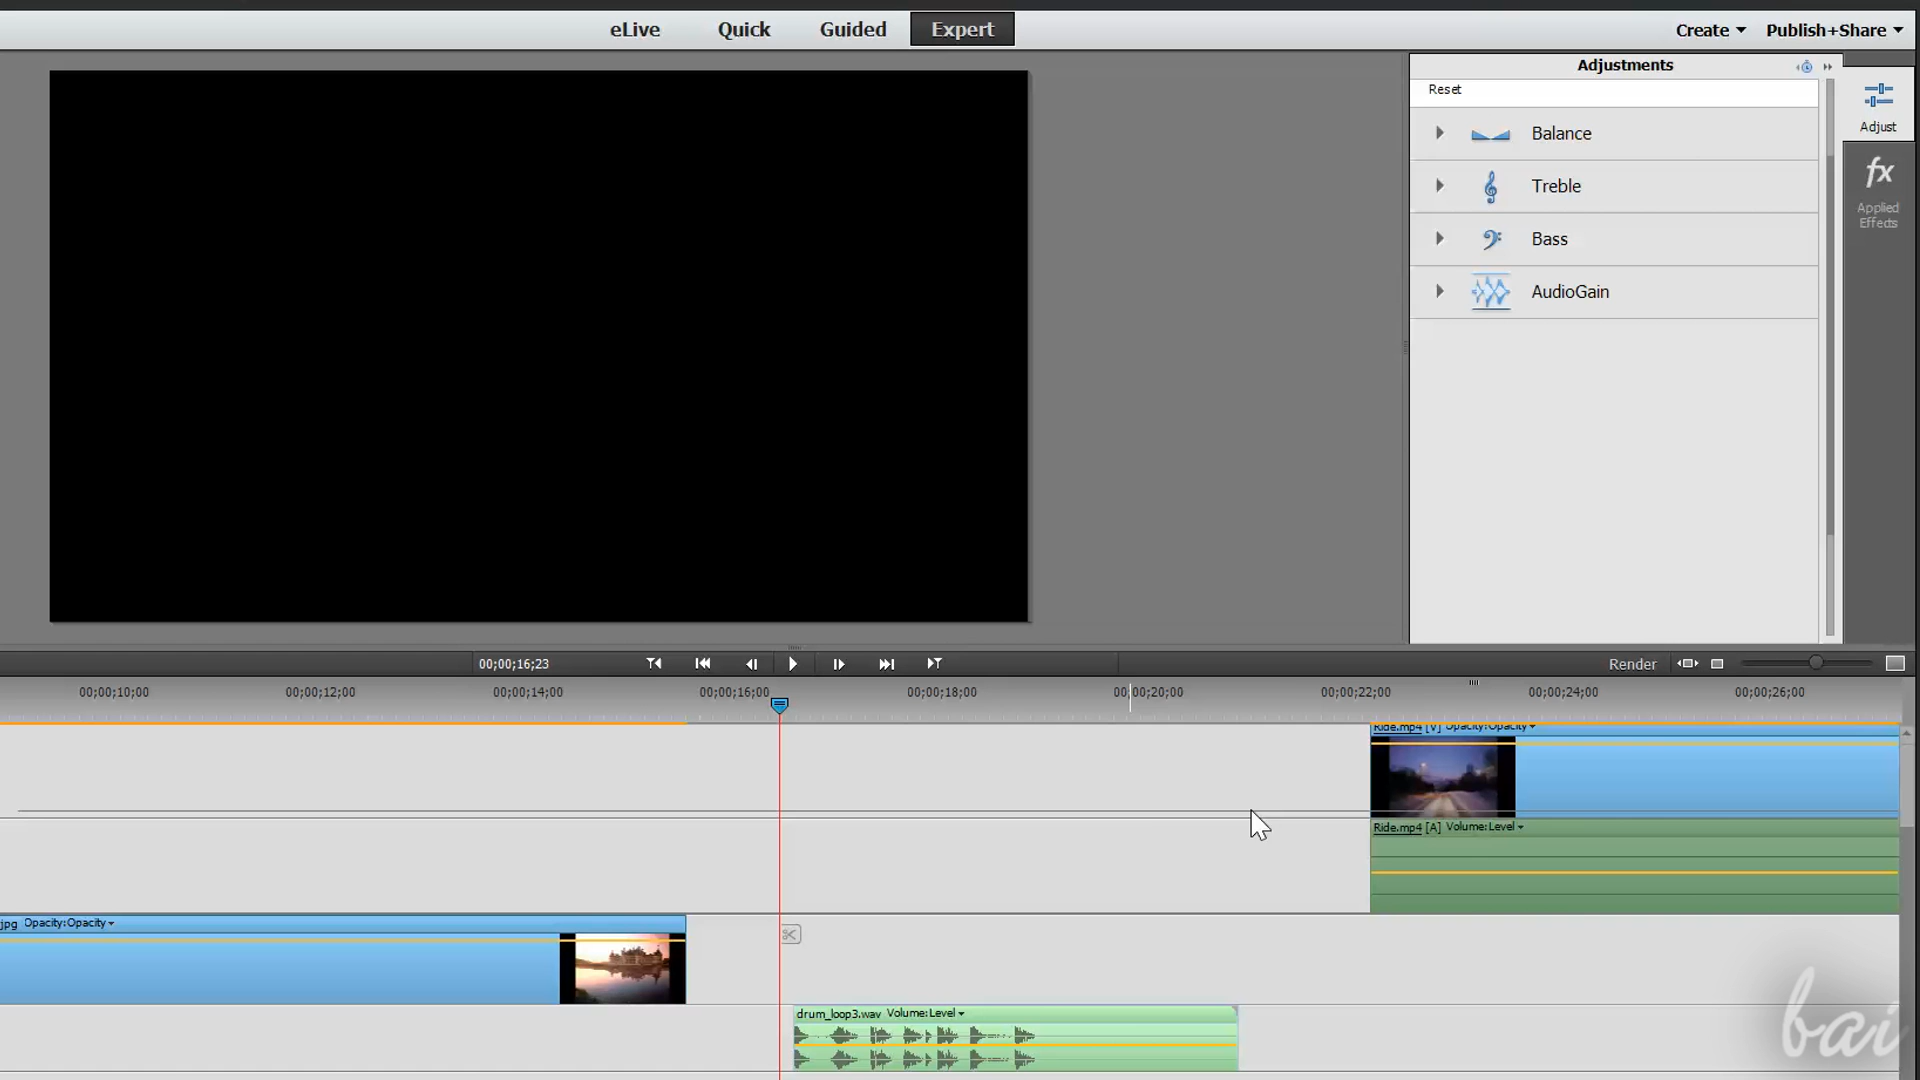 eLive Quick Guided Expert Create Publish+Share
Adjustments
Reset
Balance
Treble
Bass
AudioGain
Adjust
fx
Applied
Effects
00;00;16;23 Render
00;00;10;00 00;00;12;00 00;00;14;00 00;00;16;00 00;00;18;00 00;00;20;00 00;00;22;00 00;00;24;00 00;00;26;00
Ride.mp4 [V] Opacity:Opacity
Ride.mp4 [A] Volume:Level
jpg Opacity:Opacity
drum_loop3.wav Volume:Level
bai